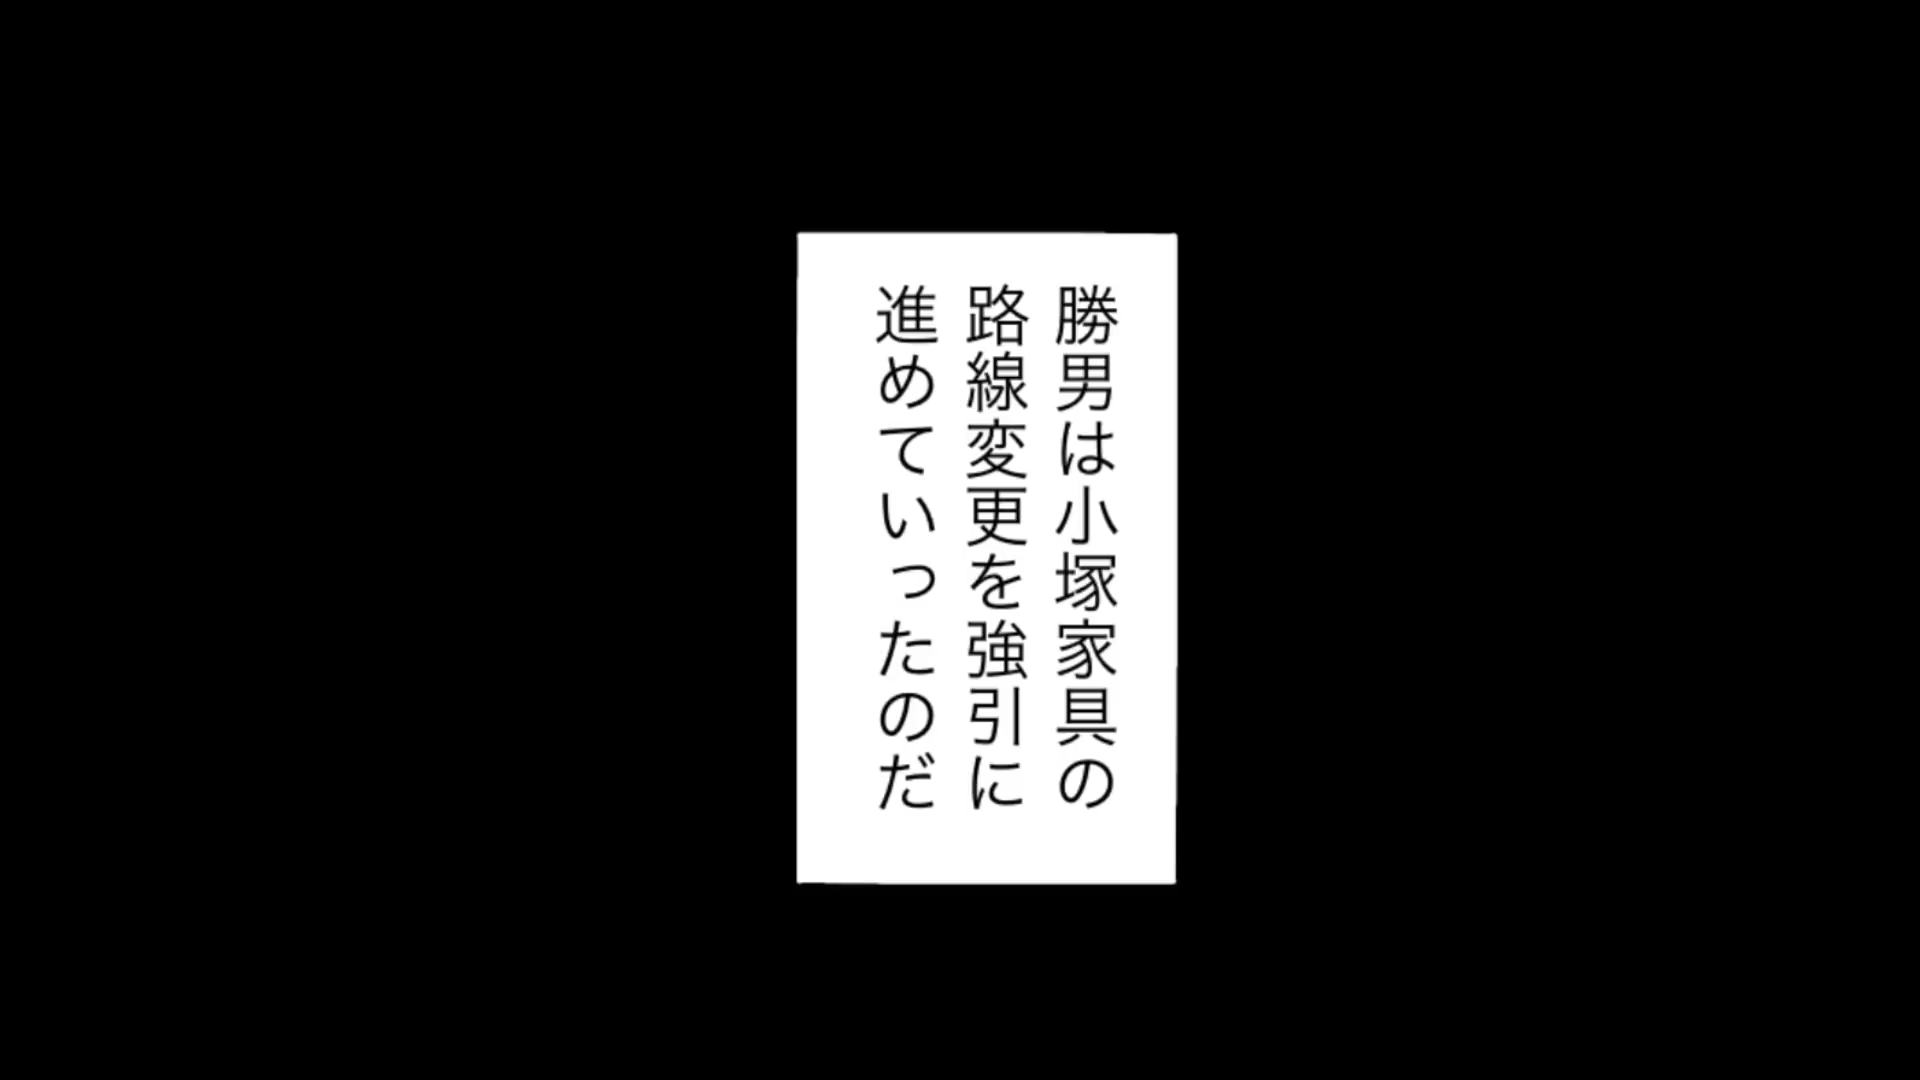 勝男は小塚家具の
路線変更を強引に
進めていったのだ